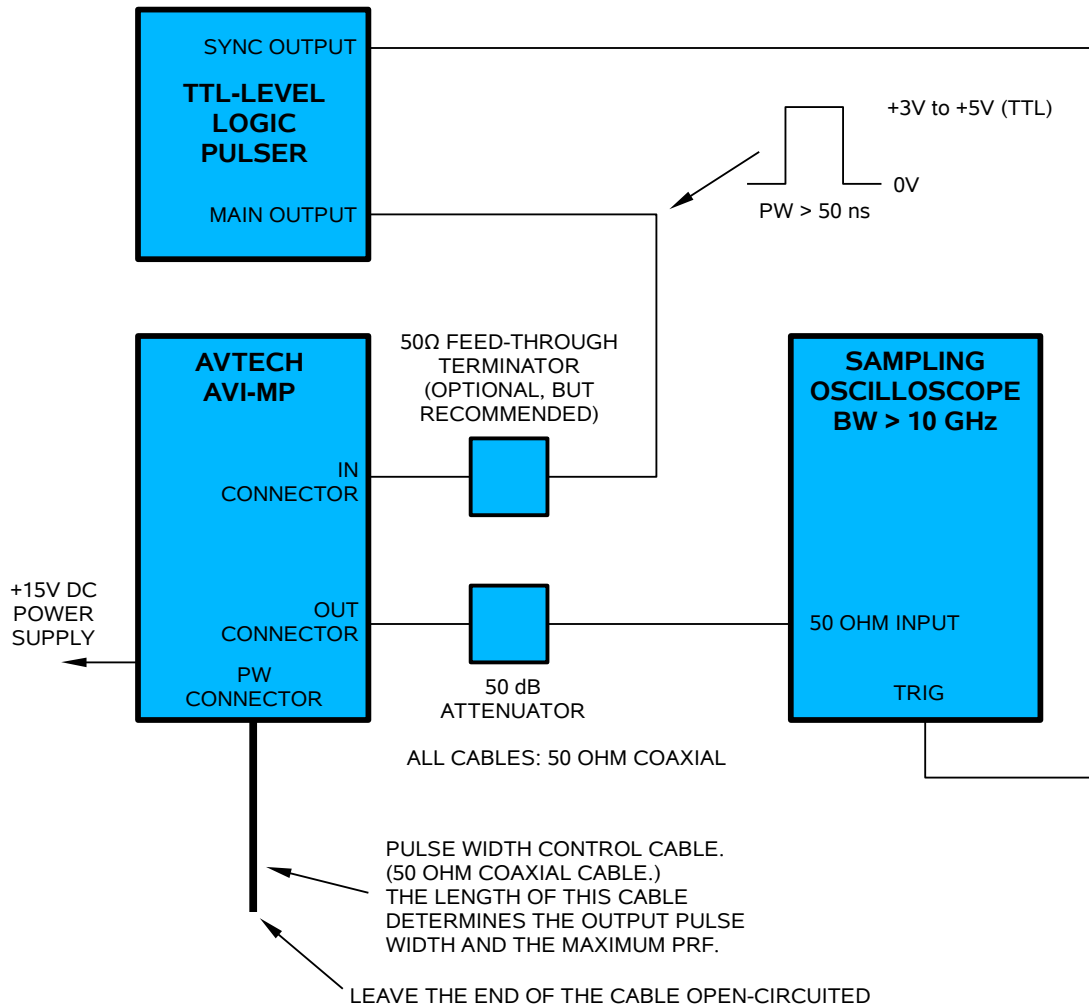 SYNC OUTPUT
TTL-LEVEL
LOGIC
PULSER
MAIN OUTPUT
+3V to +5V (TTL)
0V
PW > 50 ns
AVTECH
AVI-MP
50Ω FEED-THROUGH
TERMINATOR
(OPTIONAL, BUT
RECOMMENDED)
SAMPLING
OSCILLOSCOPE
BW > 10 GHz
IN
CONNECTOR
+15V DC
POWER
SUPPLY
OUT
CONNECTOR
50 OHM INPUT
PW
CONNECTOR
50 dB
ATTENUATOR
TRIG
ALL CABLES: 50 OHM COAXIAL
PULSE WIDTH CONTROL CABLE.
(50 OHM COAXIAL CABLE.)
THE LENGTH OF THIS CABLE
DETERMINES THE OUTPUT PULSE
WIDTH AND THE MAXIMUM PRF.
LEAVE THE END OF THE CABLE OPEN-CIRCUITED